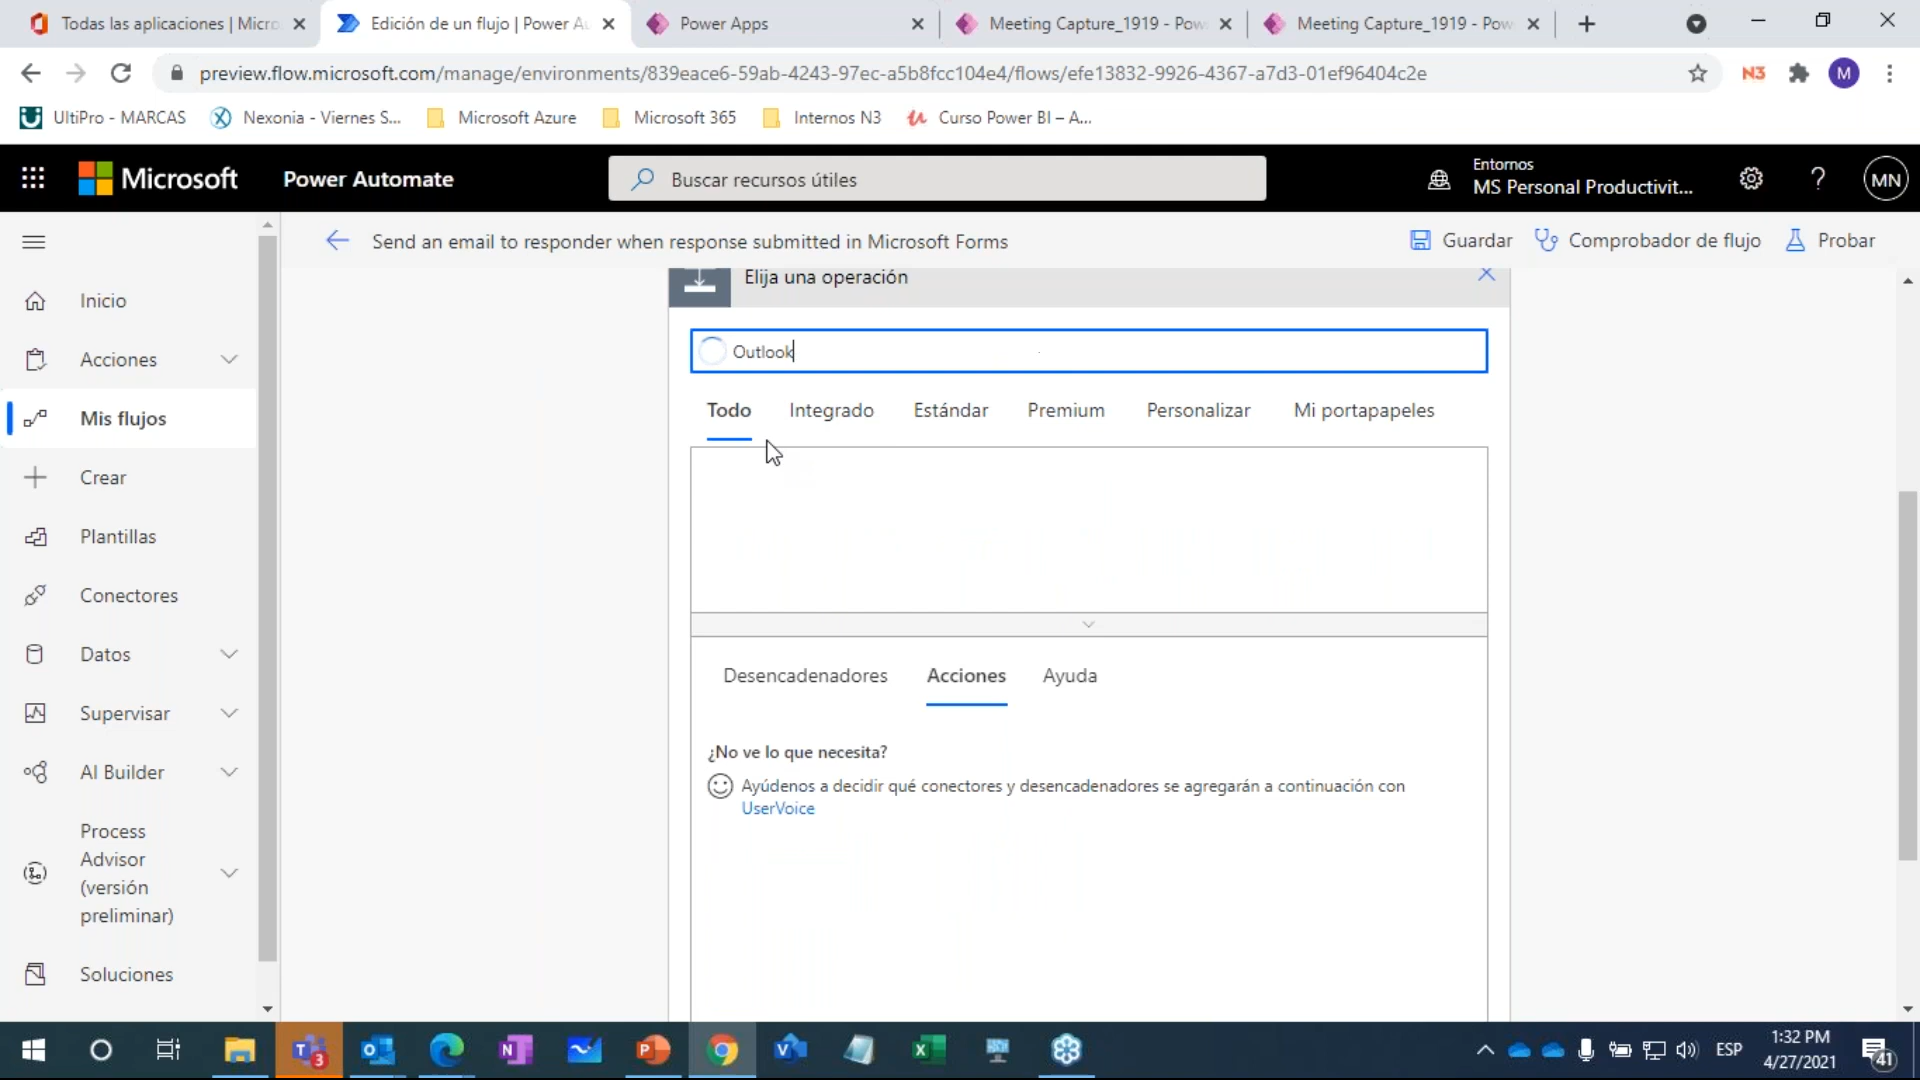 Todas las aplicaciones | Micro
Edición de un flujo | Power Au
Power Apps
Meeting Capture_1919 - Pow
Meeting Capture_1919 - Pow
preview.flow.microsoft.com/manage/environments/839eace6-59ab-4243-97ec-a5b8fcc104e4/flows/efe13832-9926-4367-a7d3-01ef96404c2e
N3
M
UltiPro - MARCAS
Nexonia - Viernes S...
Microsoft Azure
Microsoft 365
Internos N3
Curso Power BI – A...
Microsoft
Power Automate
Buscar recursos útiles
Entornos
MS Personal Productivit...
?
MN
Send an email to responder when response submitted in Microsoft Forms
Guardar
Comprobador de flujo
Probar
Inicio
Acciones
Mis flujos
Crear
Plantillas
Conectores
Datos
Supervisar
AI Builder
Process
Advisor
(versión
preliminar)
Soluciones
Elija una operación
Outlook
Todo
Integrado
Estándar
Premium
Personalizar
Mi portapapeles
Desencadenadores
Acciones
Ayuda
¿No ve lo que necesita?
Ayúdenos a decidir qué conectores y desencadenadores se agregarán a continuación con
UserVoice
3
ESP
1:32 PM
4/27/2021
41